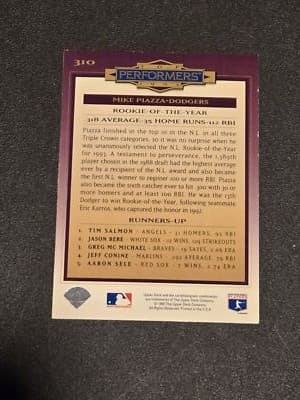 310
TOP
PERFORMERS
MIKE PIAZZA-DODGERS
ROOKIE-OF-THE-YEAR
.318 AVERAGE-35 HOME RUNS-112 RBI
Piazza finished in the top 10 in the N.L. in all three
Triple Crown categories, so it was no surprise when he
was unanimously selected the N.L. Rookie-of-the-Year
for 1993. A testament to perseverance, the 1,389th
player chosen in the 1988 draft had the highest average
ever by a recipient of the N.L. award and also became
the first N.L. winner to register 100 or more RBI. Piazza
also became the sixth catcher ever to hit .300 with 30 or
more homers and at least 100 RBI. He was the 13th
Dodger to win Rookie-of-the-Year, following teammate
Eric Karros, who captured the honor in 1992.
RUNNERS-UP
1. TIM SALMON - ANGELS - 31 HOMERS, 95 RBI
2. JASON BERE - WHITE SOX - 12 WINS, 129 STRIKEOUTS
3. GREG MC MICHAEL - BRAVES - 19 SAVES, 2.06 ERA
4. JEFF CONINE - MARLINS - .292 AVERAGE, 79 RBI
5. AARON SELE - RED SOX - 7 WINS, 2.74 ERA